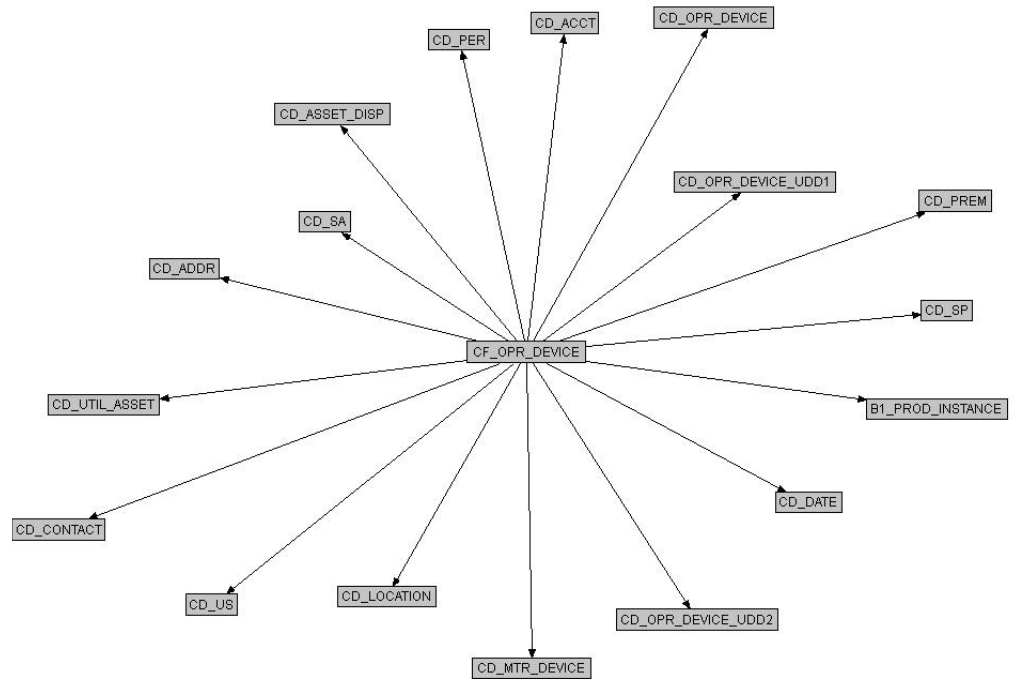 CD_OPR_DEVICE
CD_ACCT
CD_PER
CD_ASSET_DISP
CD_OPR_DEVICE_UDD1
CD_PREM
CD_SA
CD_ADDR
CD_SP
CF_OPR_DEVICE
CD_UTIL_ASSET
B1_PROD_INSTANCE
CD_DATE
CD_CONTACT
CD_LOCATION
CD_US
CD_OPR_DEVICE_UDD2
CD_MTR_DEVICE